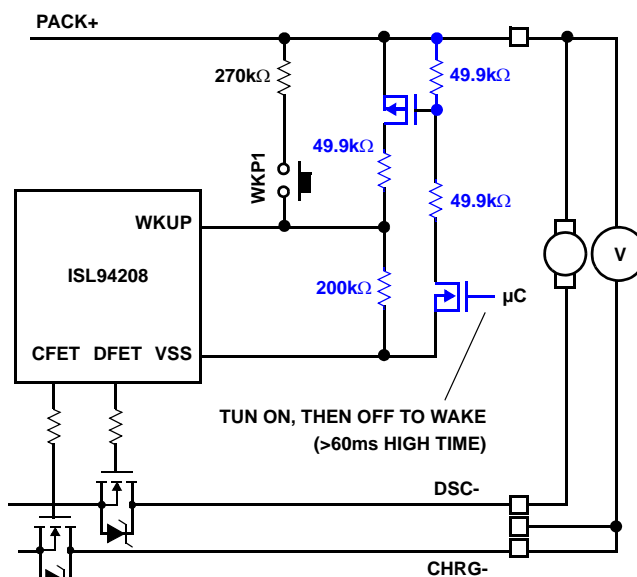 PACK+
270kΩ
49.9kΩ
49.9kΩ
WKP1
49.9kΩ
WKUP
ISL94208
200kΩ
µC
V
CFET DFET VSS
TUN ON, THEN OFF TO WAKE
(>60ms HIGH TIME)
DSC-
CHRG-